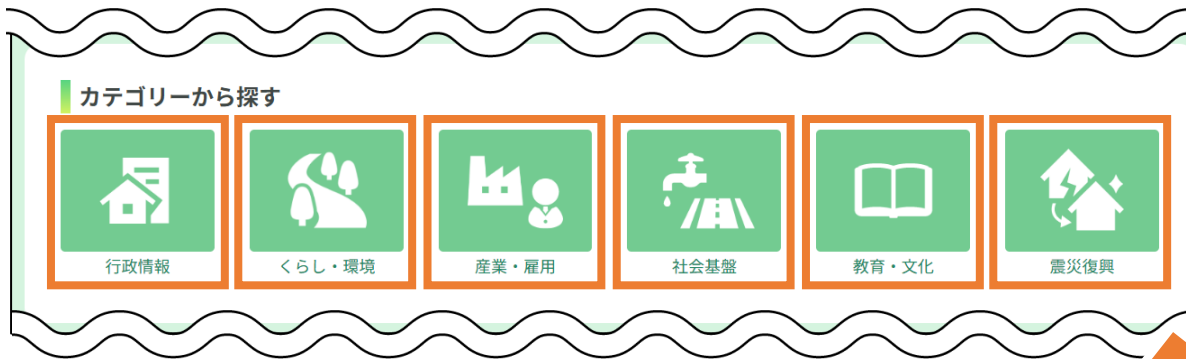 カテゴリーから探す
行政情報 くらし・環境 産業・雇用 社会基盤 教育・文化 震災復興